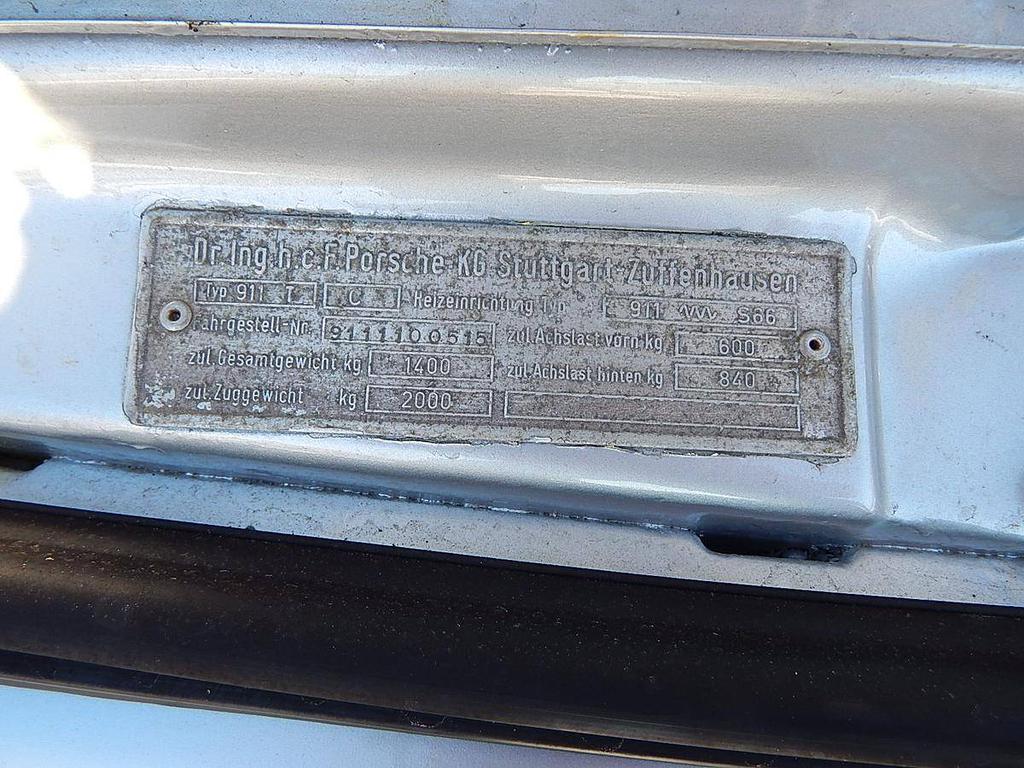 Dr.Ing.h.c.F.Porsche KG Stuttgart-Zuffenhausen
Typ 911 T C Heizeinrichtung Typ 911 S66
Fahrgestell-Nr. 9111100515 zul.Achslast vorn kg 600
zul.Gesamtgewicht kg 1400 zul.Achslast hinten kg 840
zul.Zuggewicht kg 2000